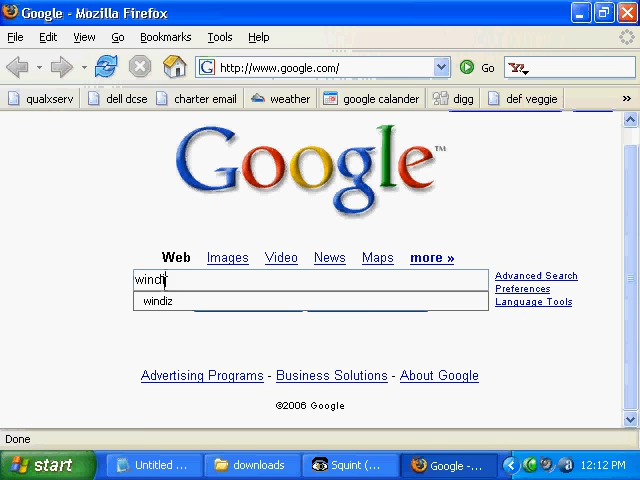 Google - Mozilla Firefox
File Edit View Go Bookmarks Tools Help
http://www.google.com/ Go Y!
qualxserv dell dcse charter email weather google calander digg def veggie »
Google™
Web Images Video News Maps more »
windi
windiz
Advanced Search
Preferences
Language Tools
Advertising Programs - Business Solutions - About Google
©2006 Google
Done
start Untitled ... downloads Squint (... Google -... 12:12 PM